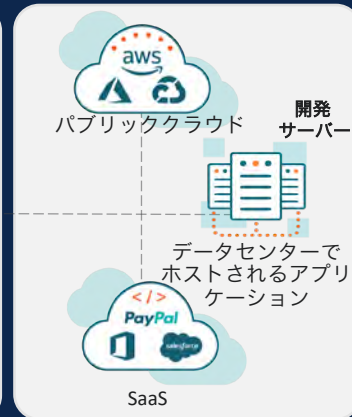 aws
パブリッククラウド
開発
サーバー
データセンターで
ホストされるアプリ
ケーション
</>
PayPal
salesforce
SaaS